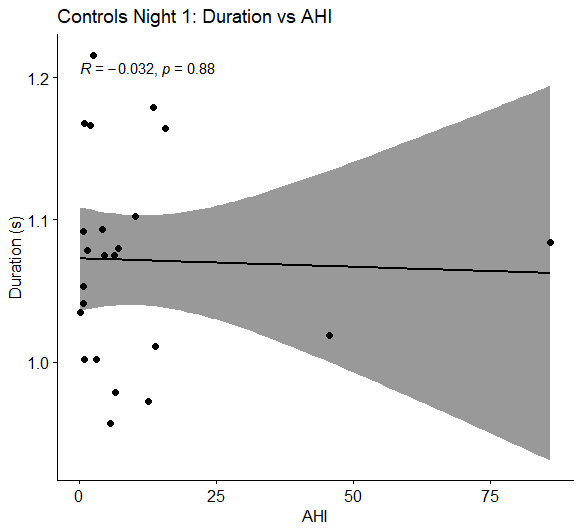 Controls Night 1: Duration vs AHI
R = −0.032, p = 0.88
1.2
1.1
1.0
Duration (s)
0 25 50 75
AHI